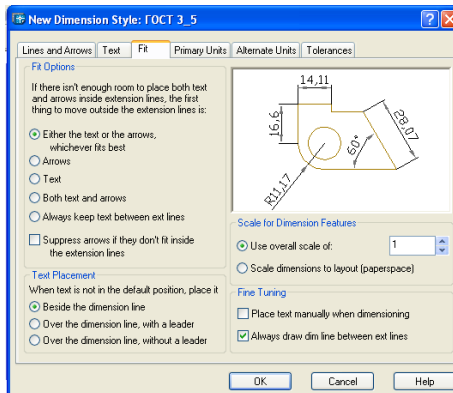 New Dimension Style: ГОСТ 3_5
Lines and Arrows
Text
Fit
Primary Units
Alternate Units
Tolerances
Fit Options
If there isn't enough room to place both text
and arrows inside extension lines, the first
thing to move outside the extension lines is:
Either the text or the arrows,
whichever fits best
Arrows
Text
Both text and arrows
Always keep text between ext lines
Suppress arrows if they don't fit inside
the extension lines
Text Placement
When text is not in the default position, place it
Beside the dimension line
Over the dimension line, with a leader
Over the dimension line, without a leader
14,11
16,6
28,07
60°
R11,17
Scale for Dimension Features
Use overall scale of:
1
Scale dimensions to layout (paperspace)
Fine Tuning
Place text manually when dimensioning
Always draw dim line between ext lines
OK
Cancel
Help